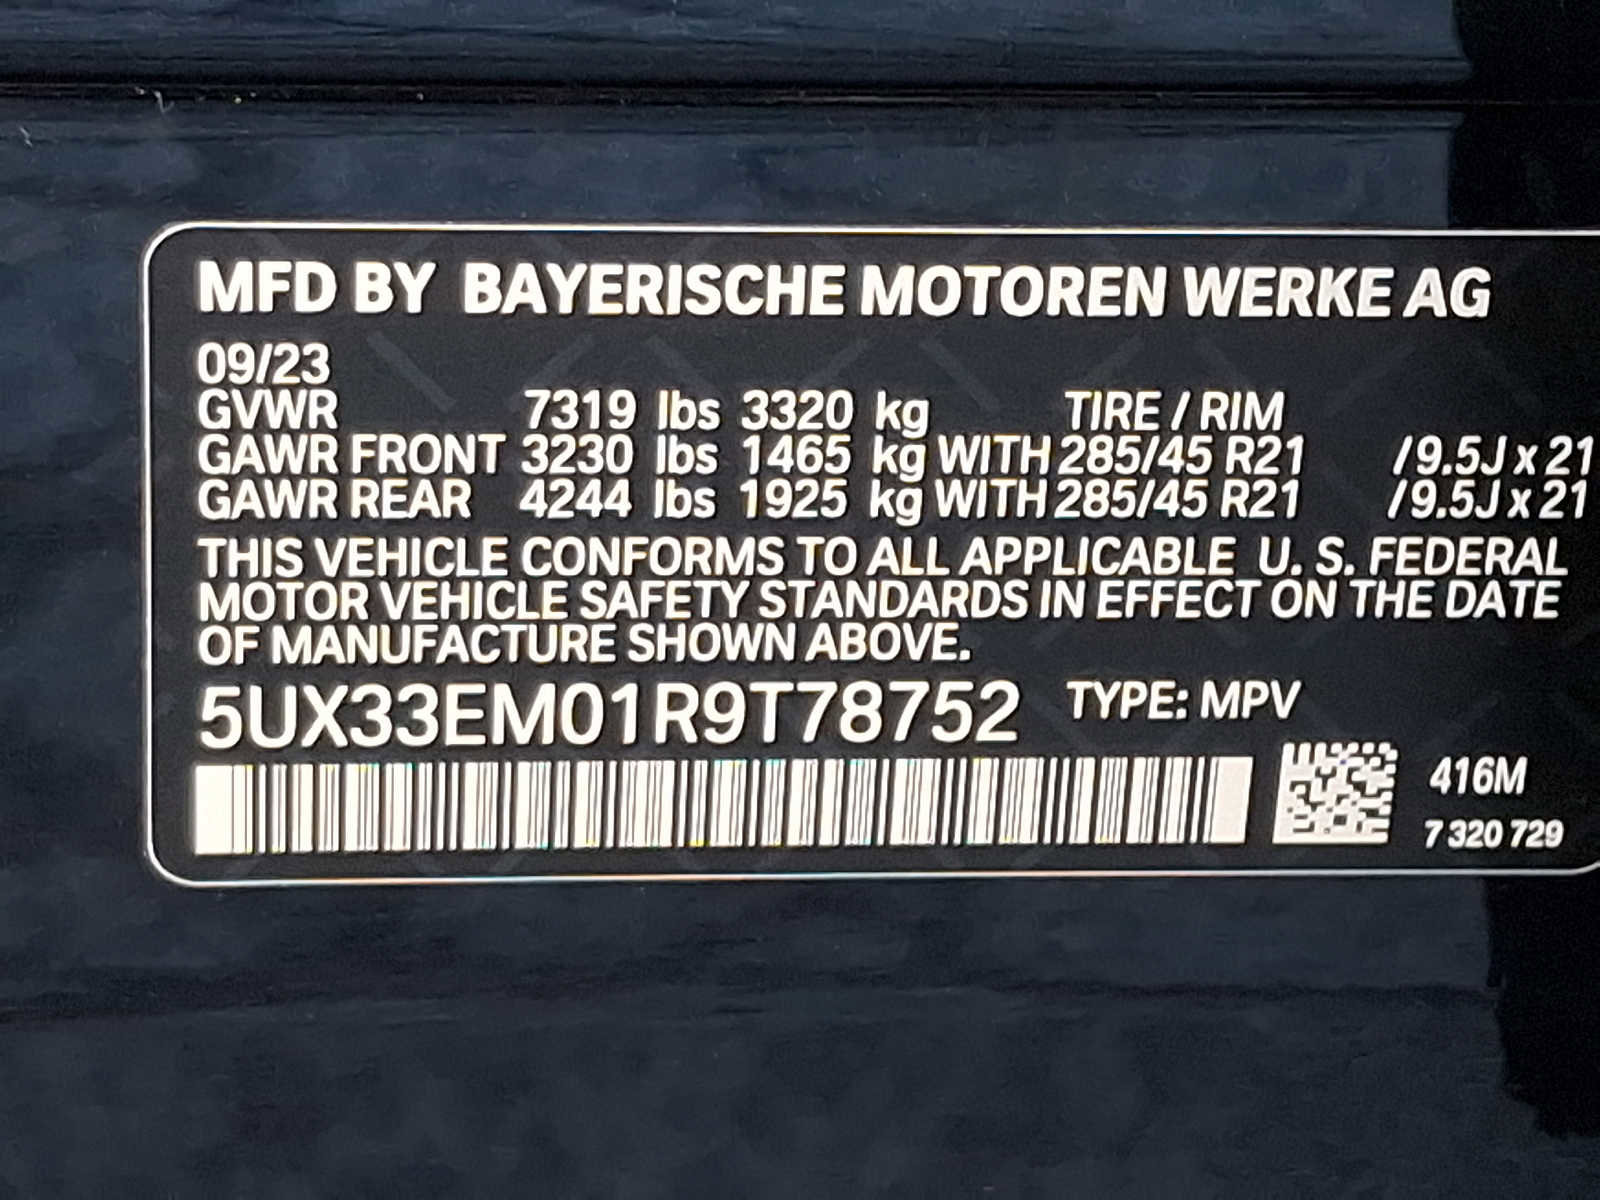 MFD BY BAYERISCHE MOTOREN WERKE AG
09/23
GVWR 7319 lbs 3320 kg TIRE / RIM
GAWR FRONT 3230 lbs 1465 kg WITH 285/45 R21 /9.5J x 21
GAWR REAR 4244 lbs 1925 kg WITH 285/45 R21 /9.5J x 21
THIS VEHICLE CONFORMS TO ALL APPLICABLE U. S. FEDERAL
MOTOR VEHICLE SAFETY STANDARDS IN EFFECT ON THE DATE
OF MANUFACTURE SHOWN ABOVE.
5UX33EM01R9T78752 TYPE: MPV
416M
7 320 729